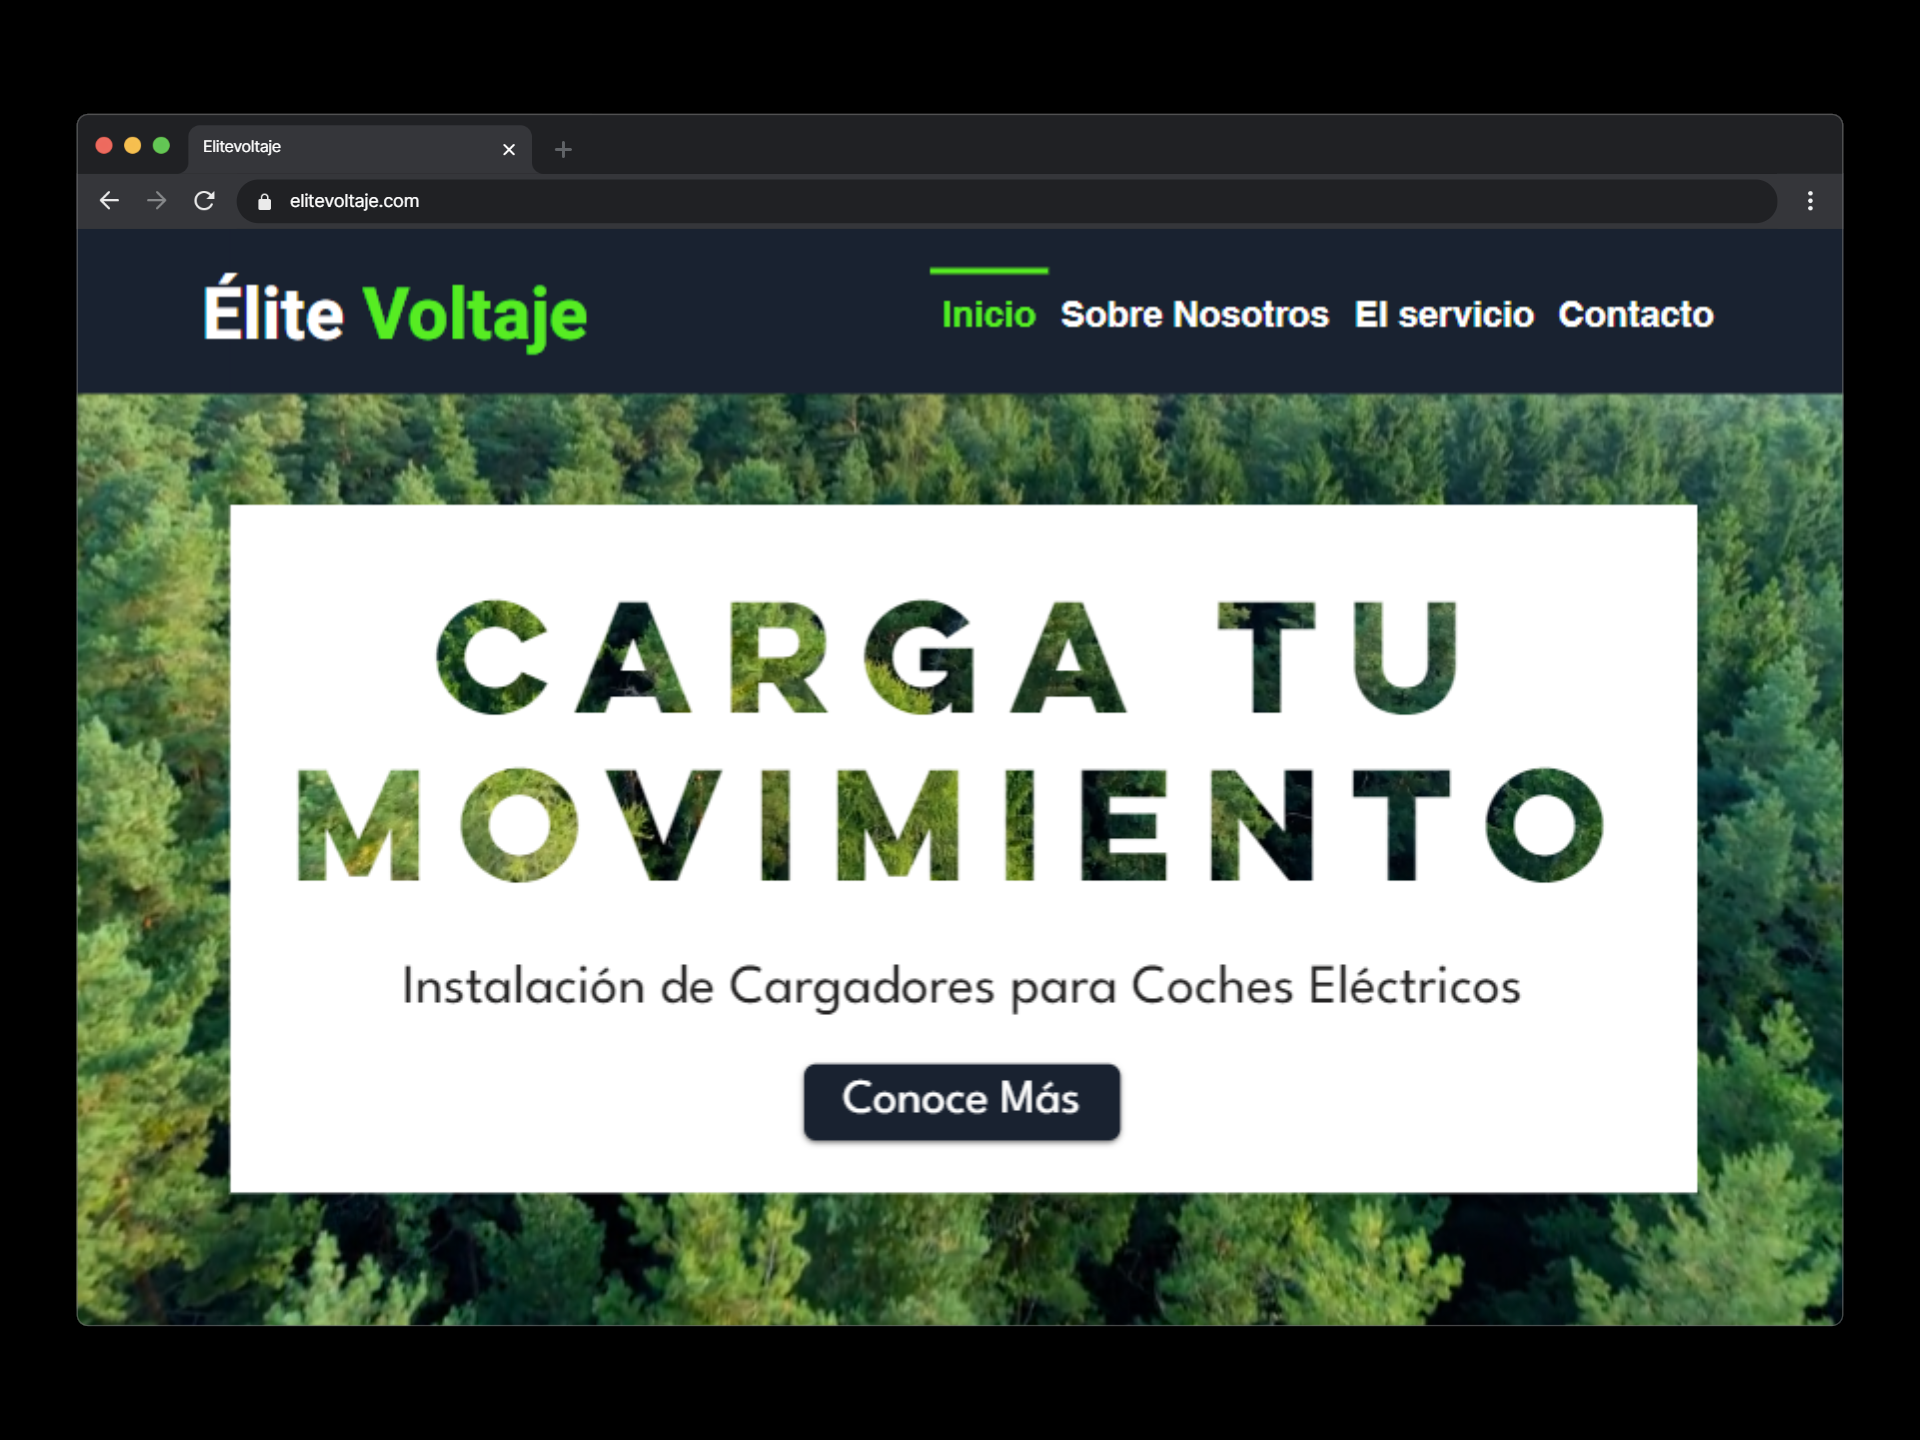 Elitevoltaje
elitevoltaje.com
Élite Voltaje
Inicio Sobre Nosotros El servicio Contacto
CARGA TU
MOVIMIENTO
Instalación de Cargadores para Coches Eléctricos
Conoce Más